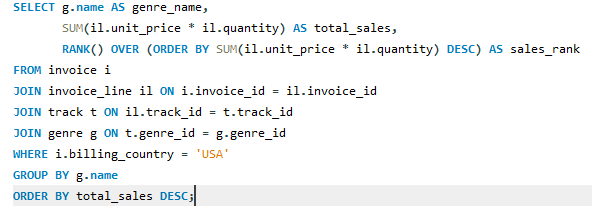 SELECT g.name AS genre_name,
SUM(il.unit_price * il.quantity) AS total_sales,
RANK() OVER (ORDER BY SUM(il.unit_price * il.quantity) DESC) AS sales_rank
FROM invoice i
JOIN invoice_line il ON i.invoice_id = il.invoice_id
JOIN track t ON il.track_id = t.track_id
JOIN genre g ON t.genre_id = g.genre_id
WHERE i.billing_country = 'USA'
GROUP BY g.name
ORDER BY total_sales DESC;